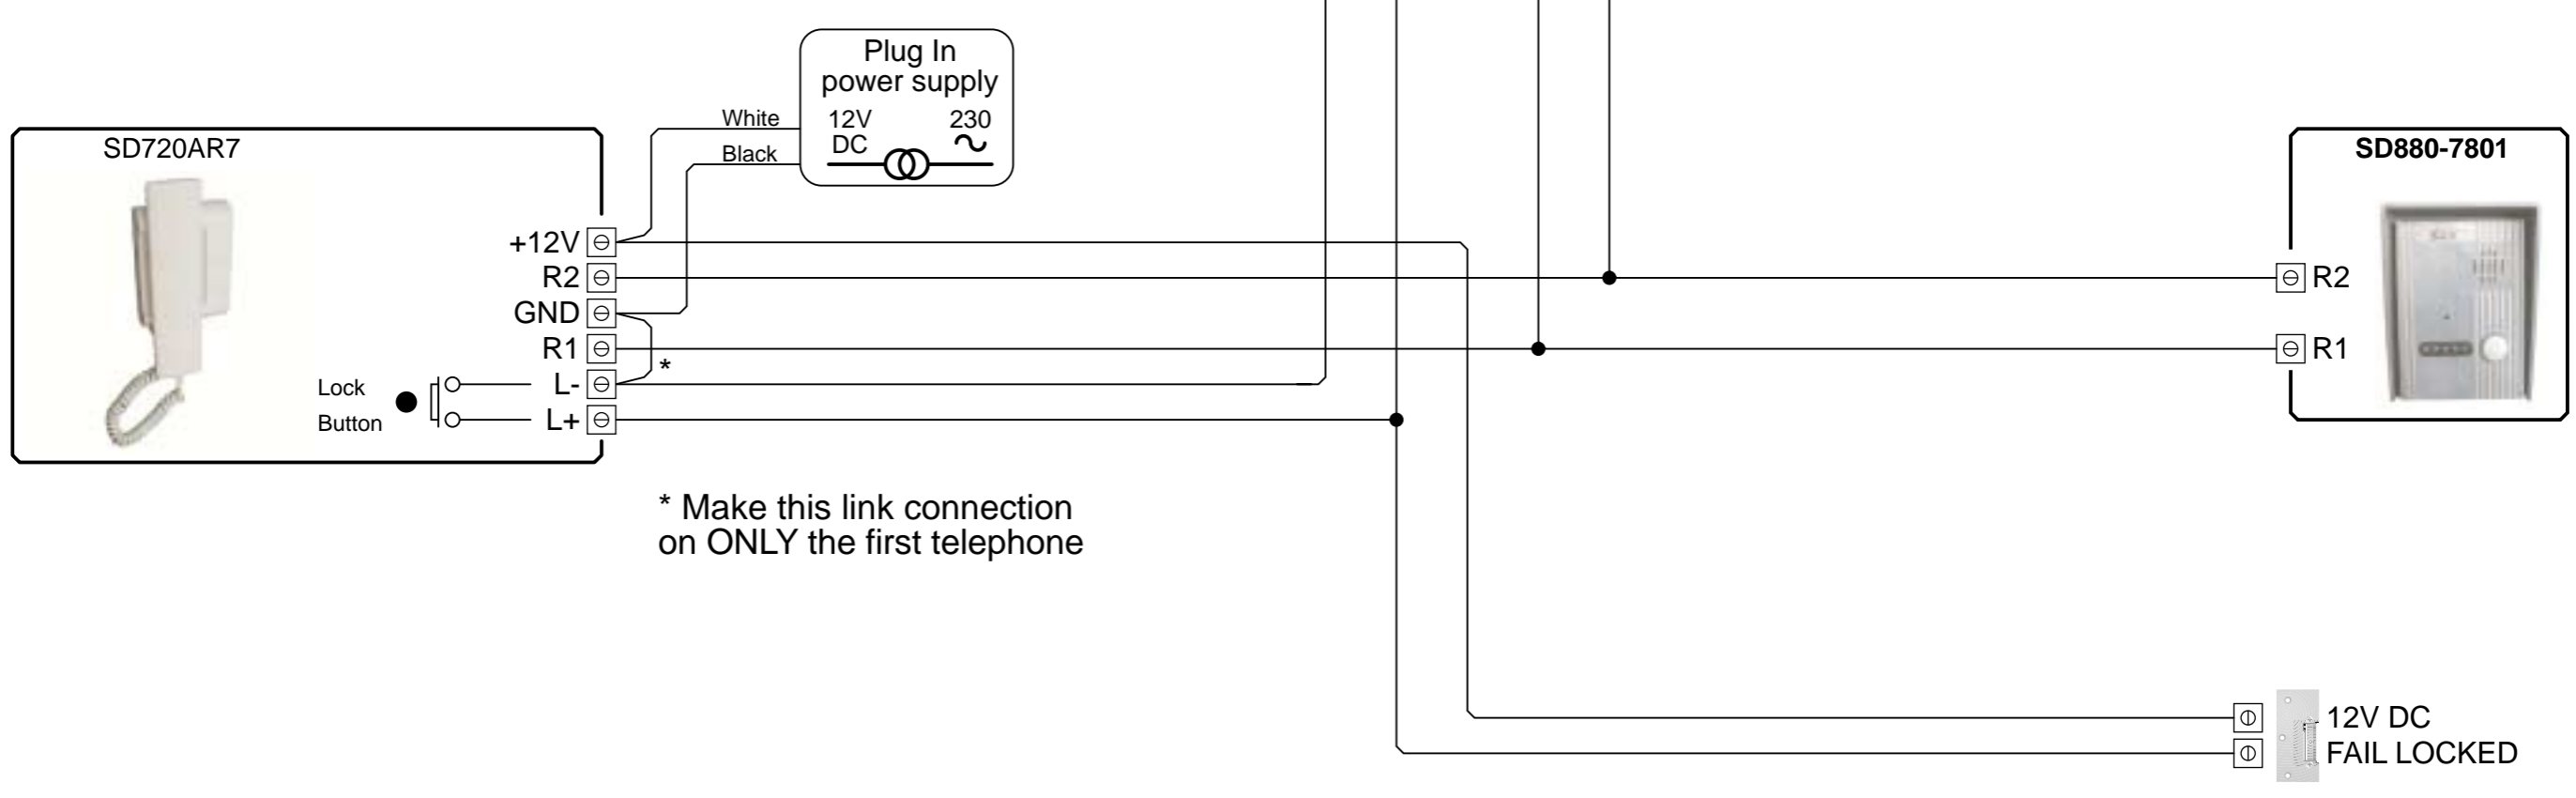 Plug In
power supply
12V 230
DC
White
Black
SD720AR7
SD880-7801
+12V
R2
GND
R1
*
L-
L+
Lock
Button
R2
R1
* Make this link connection
on ONLY the first telephone
12V DC
FAIL LOCKED